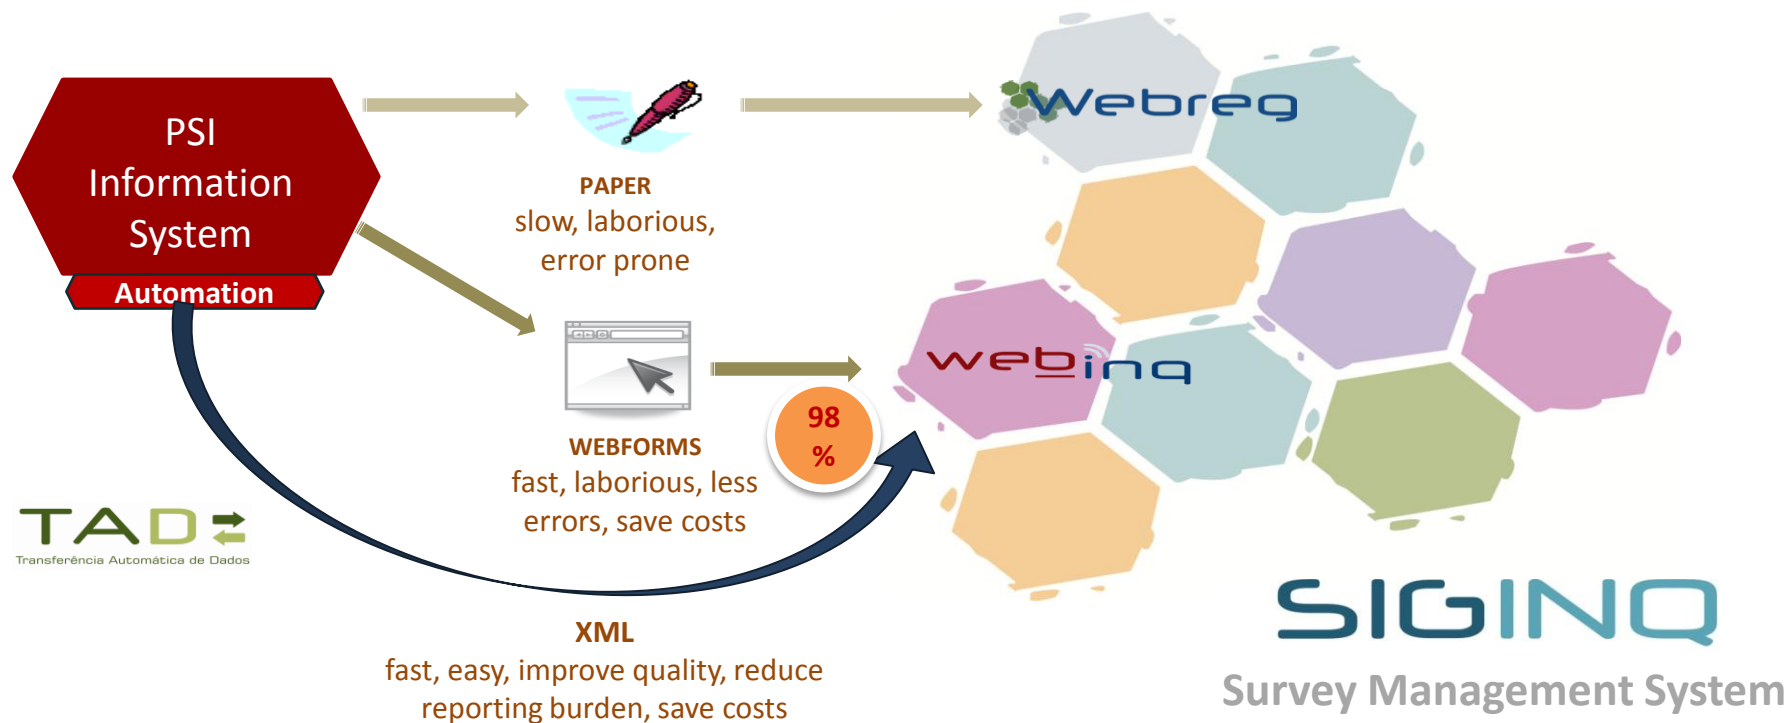 PSI
Information
System
Automation
PAPER
slow, laborious,
error prone
Webreg
WEBFORMS
fast, laborious, less
errors, save costs
98
%
webinq
TAD
Transferência Automática de Dados
XML
fast, easy, improve quality, reduce
reporting burden, save costs
SIGINQ
Survey Management System